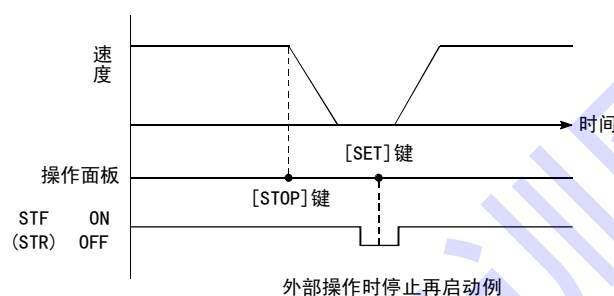 速
度
时间
[SET]键
操作面板
[STOP]键
STF ON
(STR) OFF
外部操作时停止再启动例